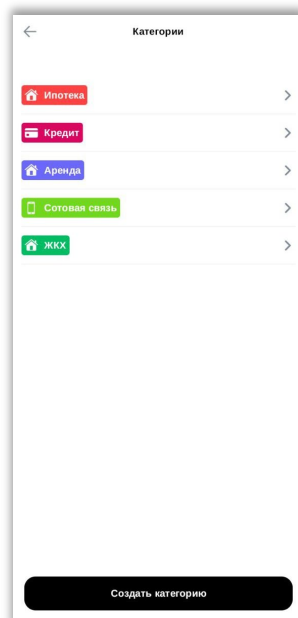 Категории
Ипотека
Кредит
Аренда
Сотовая связь
ЖКХ
Создать категорию